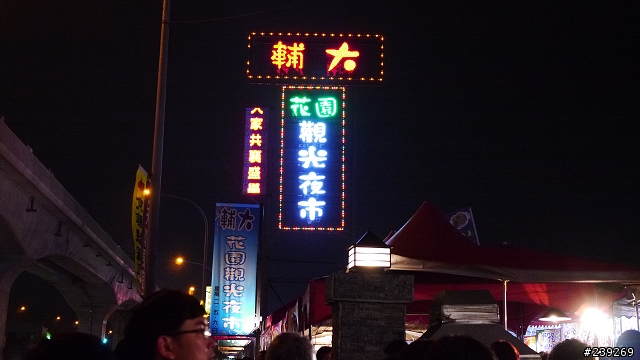 輔大
花園
觀光夜市
大家共襄盛
輔大
花園觀光夜市
#239269